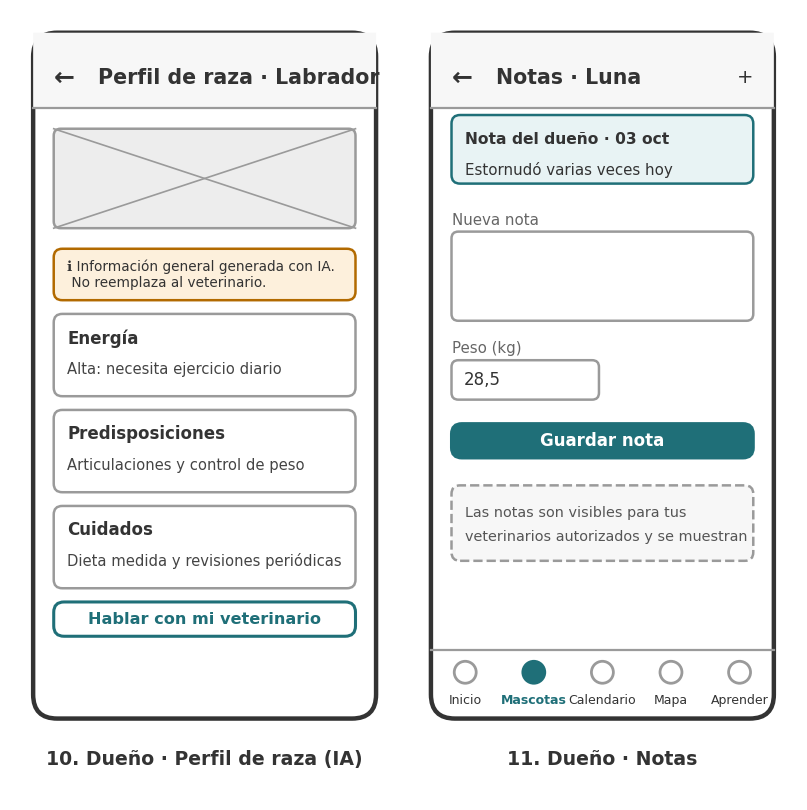 ← Perfil de raza · Labrador
ℹ Información general generada con IA.
No reemplaza al veterinario.
Energía
Alta: necesita ejercicio diario
Predisposiciones
Articulaciones y control de peso
Cuidados
Dieta medida y revisiones periódicas
Hablar con mi veterinario
10. Dueño · Perfil de raza (IA)
← Notas · Luna +
Nota del dueño · 03 oct
Estornudó varias veces hoy
Nueva nota
Peso (kg)
28,5
Guardar nota
Las notas son visibles para tus
veterinarios autorizados y se muestran
Inicio Mascotas Calendario Mapa Aprender
11. Dueño · Notas